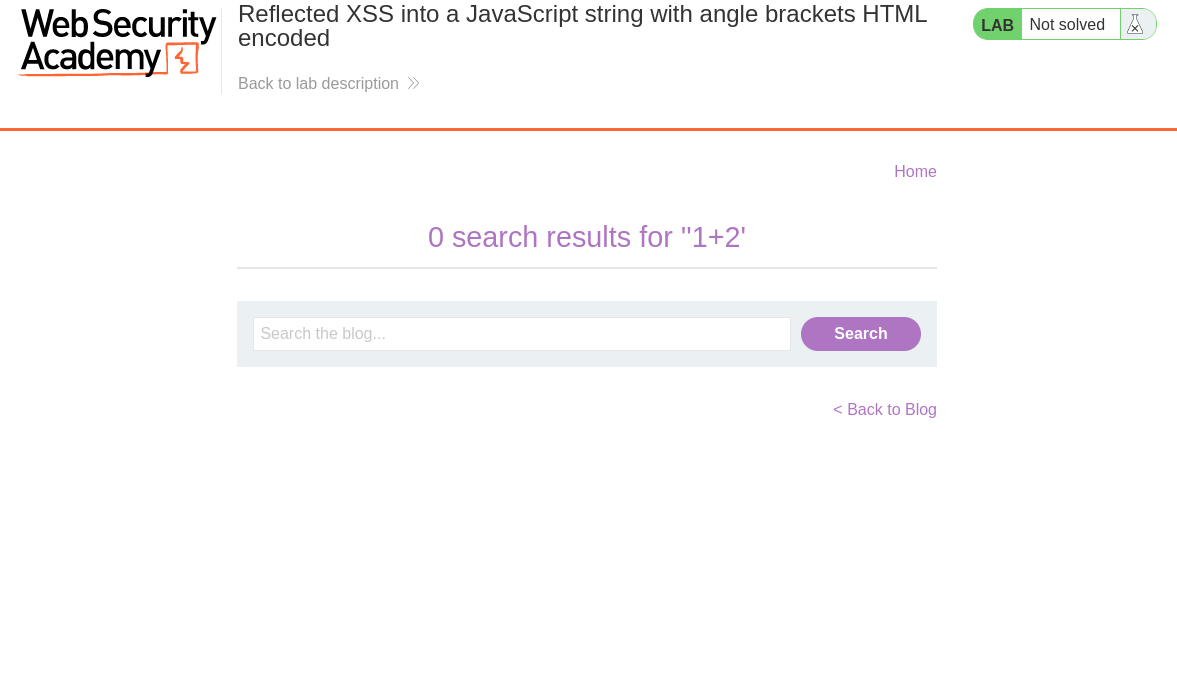 Web Security
Academy
Reflected XSS into a JavaScript string with angle brackets HTML
encoded
Back to lab description
LAB Not solved
Home
0 search results for ''1+2'
Search the blog...
Search
< Back to Blog